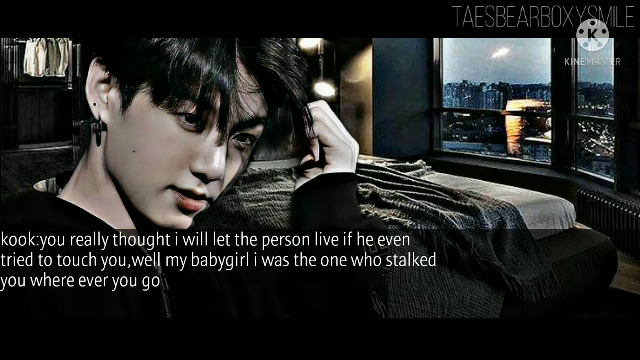 TAESBEARBOXYSMILE
K
KINEMASTER
kook:you really thought i will let the person live if he even
tried to touch you,well my babygirl i was the one who stalked
you where ever you go